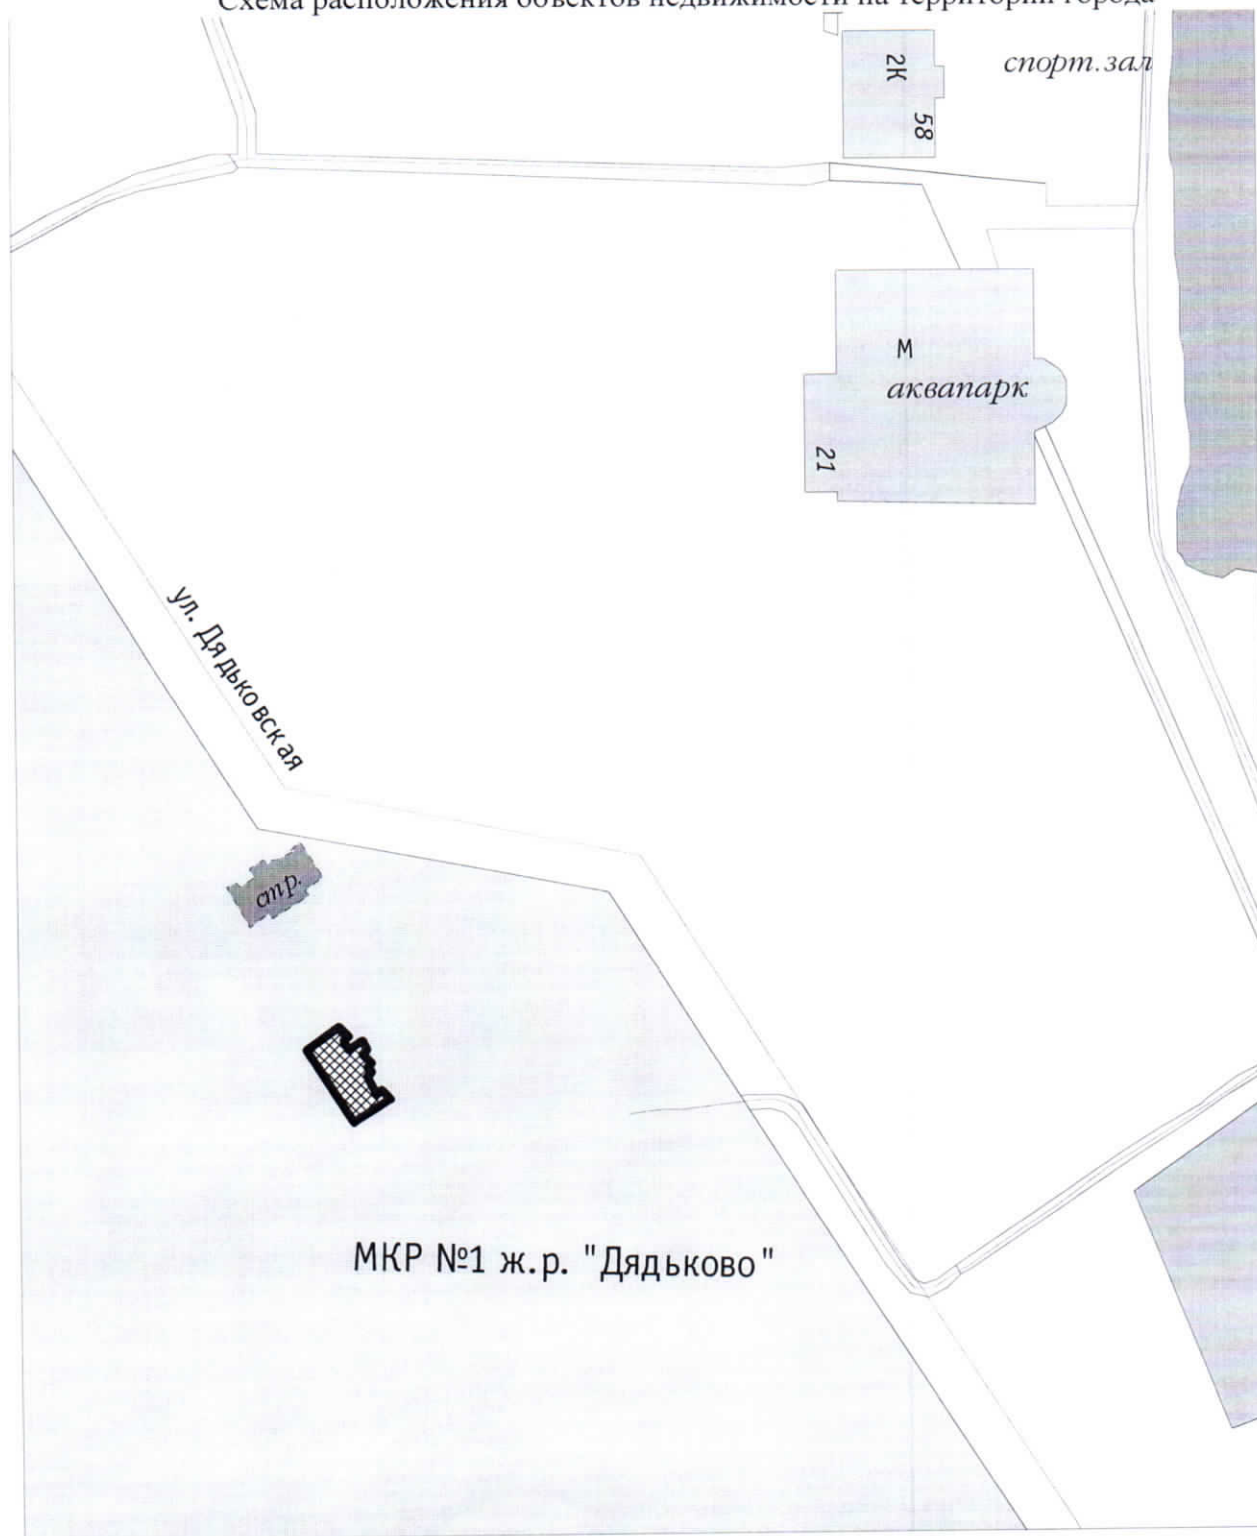 Схема расположения объектов недвижимости на территории города
2К
спорт.зал
58
М
аквапарк
21
ул. Дядьковская
стр.
МКР №1 ж.р. "Дядьково"